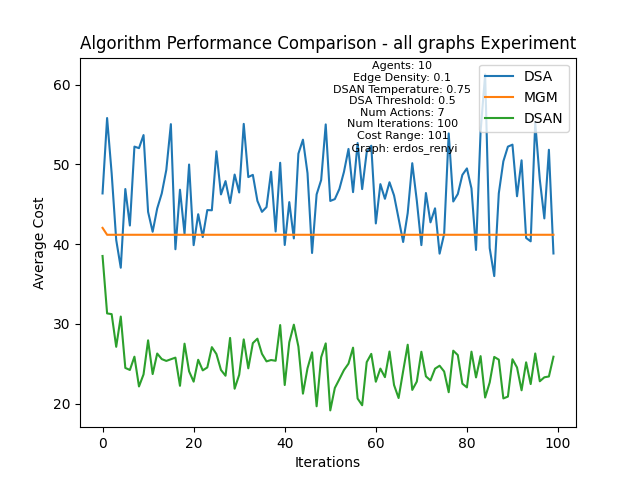 Algorithm Performance Comparison - all graphs Experiment
Agents: 10
Edge Density: 0.1
DSAN Temperature: 0.75
DSA Threshold: 0.5
Num Actions: 7
Num Iterations: 100
Cost Range: 101
Graph: erdos_renyi
DSA
MGM
DSAN
Average Cost
60
50
40
30
20
0 20 40 60 80 100
Iterations